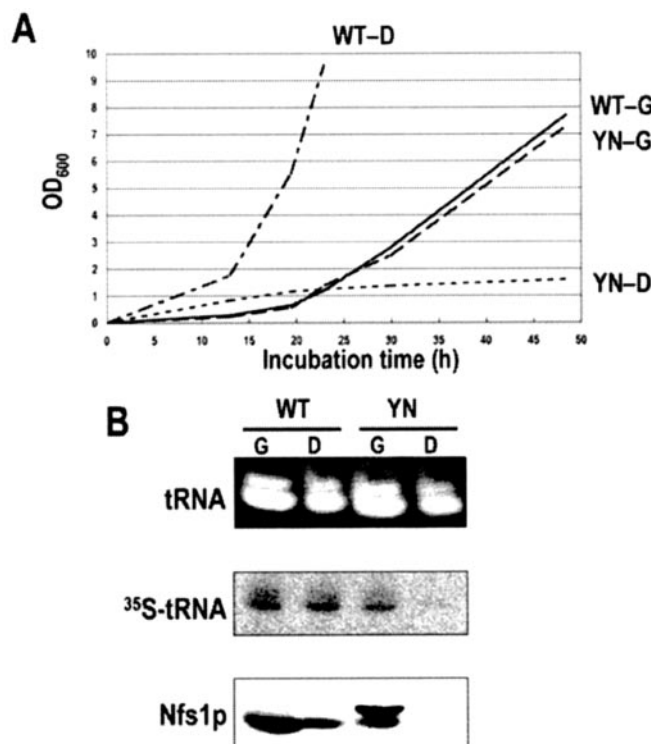 A
WT–D
10
9
8
7
6
5
4
3
2
1
0
OD600
WT–G
YN–G
YN–D
0 5 10 15 20 25 30 35 40 45 50
Incubation time (h)
B
WT YN
G D G D
tRNA
35S-tRNA
Nfs1p